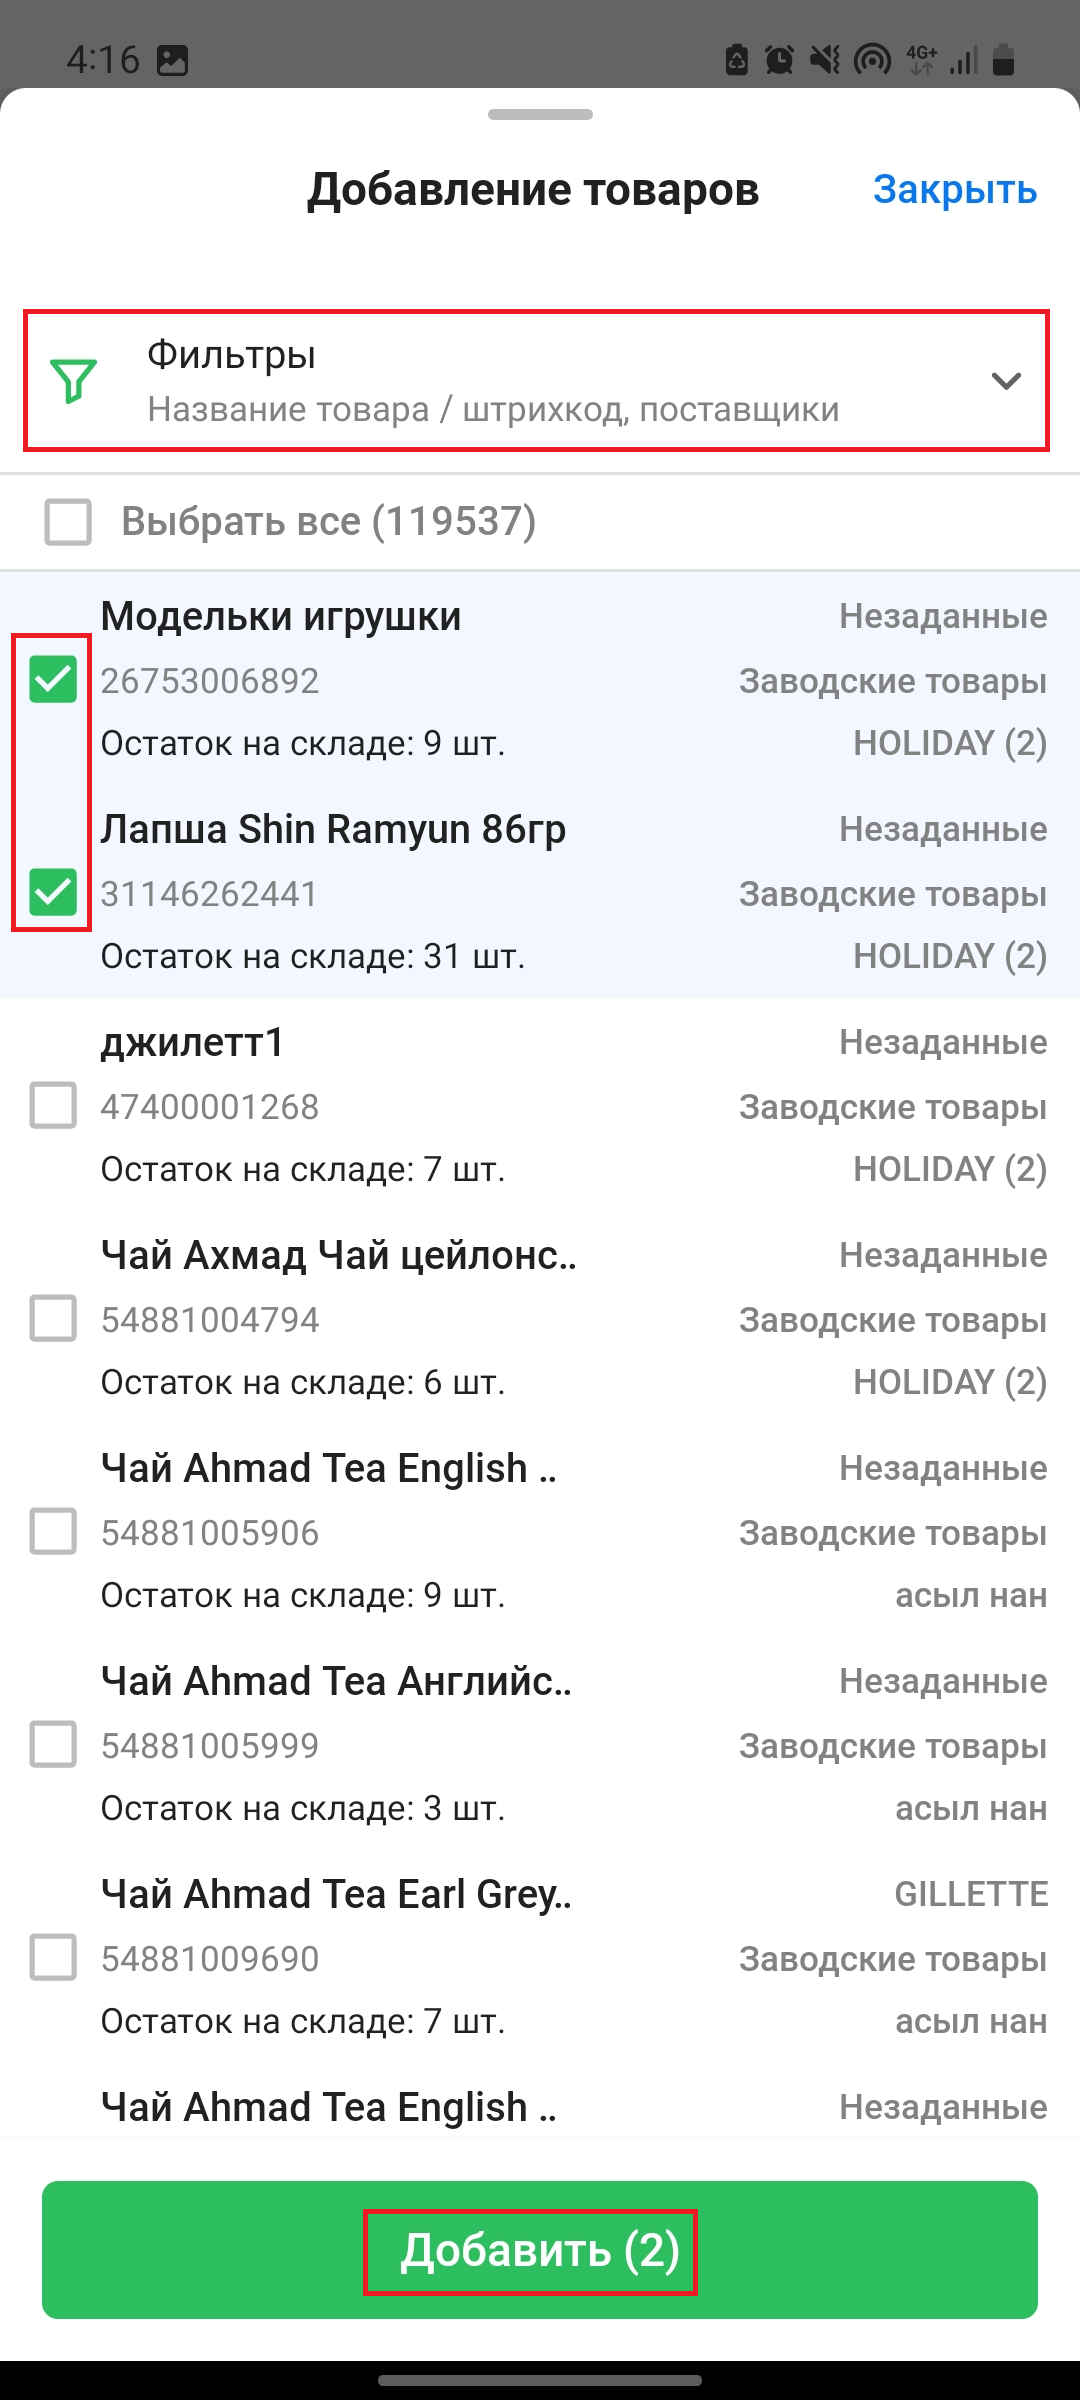 4:16
4G+
Добавление товаров
Закрыть
Фильтры
Название товара / штрихкод, поставщики
Выбрать все (119537)
Модельки игрушки
Незаданные
26753006892
Заводские товары
Остаток на складе: 9 шт.
HOLIDAY (2)
Лапша Shin Ramyun 86гр
Незаданные
31146262441
Заводские товары
Остаток на складе: 31 шт.
HOLIDAY (2)
джилетт1
Незаданные
47400001268
Заводские товары
Остаток на складе: 7 шт.
HOLIDAY (2)
Чай Ахмад Чай цейлонс..
Незаданные
54881004794
Заводские товары
Остаток на складе: 6 шт.
HOLIDAY (2)
Чай Ahmad Tea English ..
Незаданные
54881005906
Заводские товары
Остаток на складе: 9 шт.
асыл нан
Чай Ahmad Tea Английс..
Незаданные
54881005999
Заводские товары
Остаток на складе: 3 шт.
асыл нан
Чай Ahmad Tea Earl Grey..
GILLETTE
54881009690
Заводские товары
Остаток на складе: 7 шт.
асыл нан
Чай Ahmad Tea English ..
Незаданные
Добавить (2)